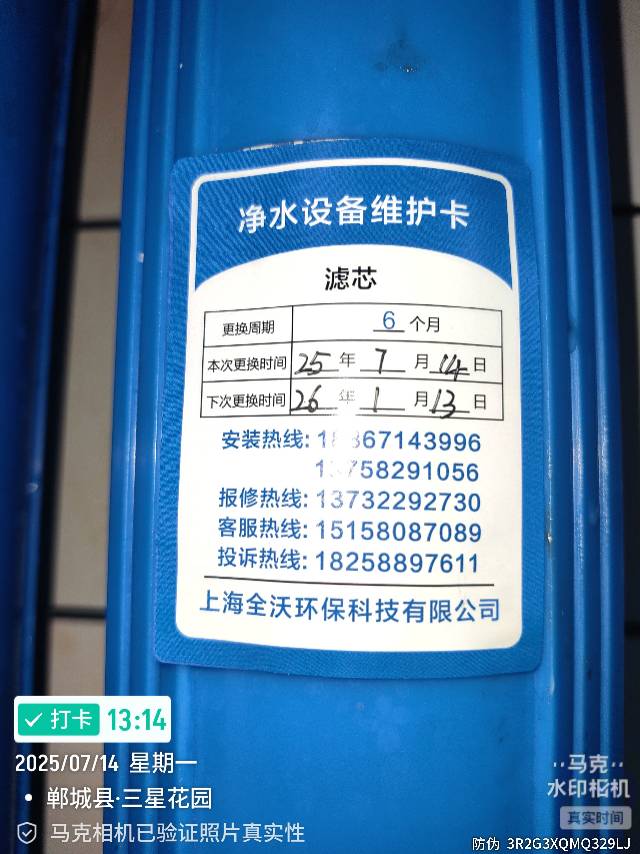 净水设备维护卡
滤芯
更换周期 6 个月
本次更换时间 25 年 7 月 14 日
下次更换时间 26 年 1 月 13 日
安装热线:
报修热线: 13732292730
客服热线: 15158087089
投诉热线: 18258897611
上海全沃环保科技有限公司
打卡 13:14
2025/07/14 星期一
郸城县·三星花园
马克相机已验证照片真实性
马克
水印相机
真实时间
防伪 3R2G3XQMQ329LJ